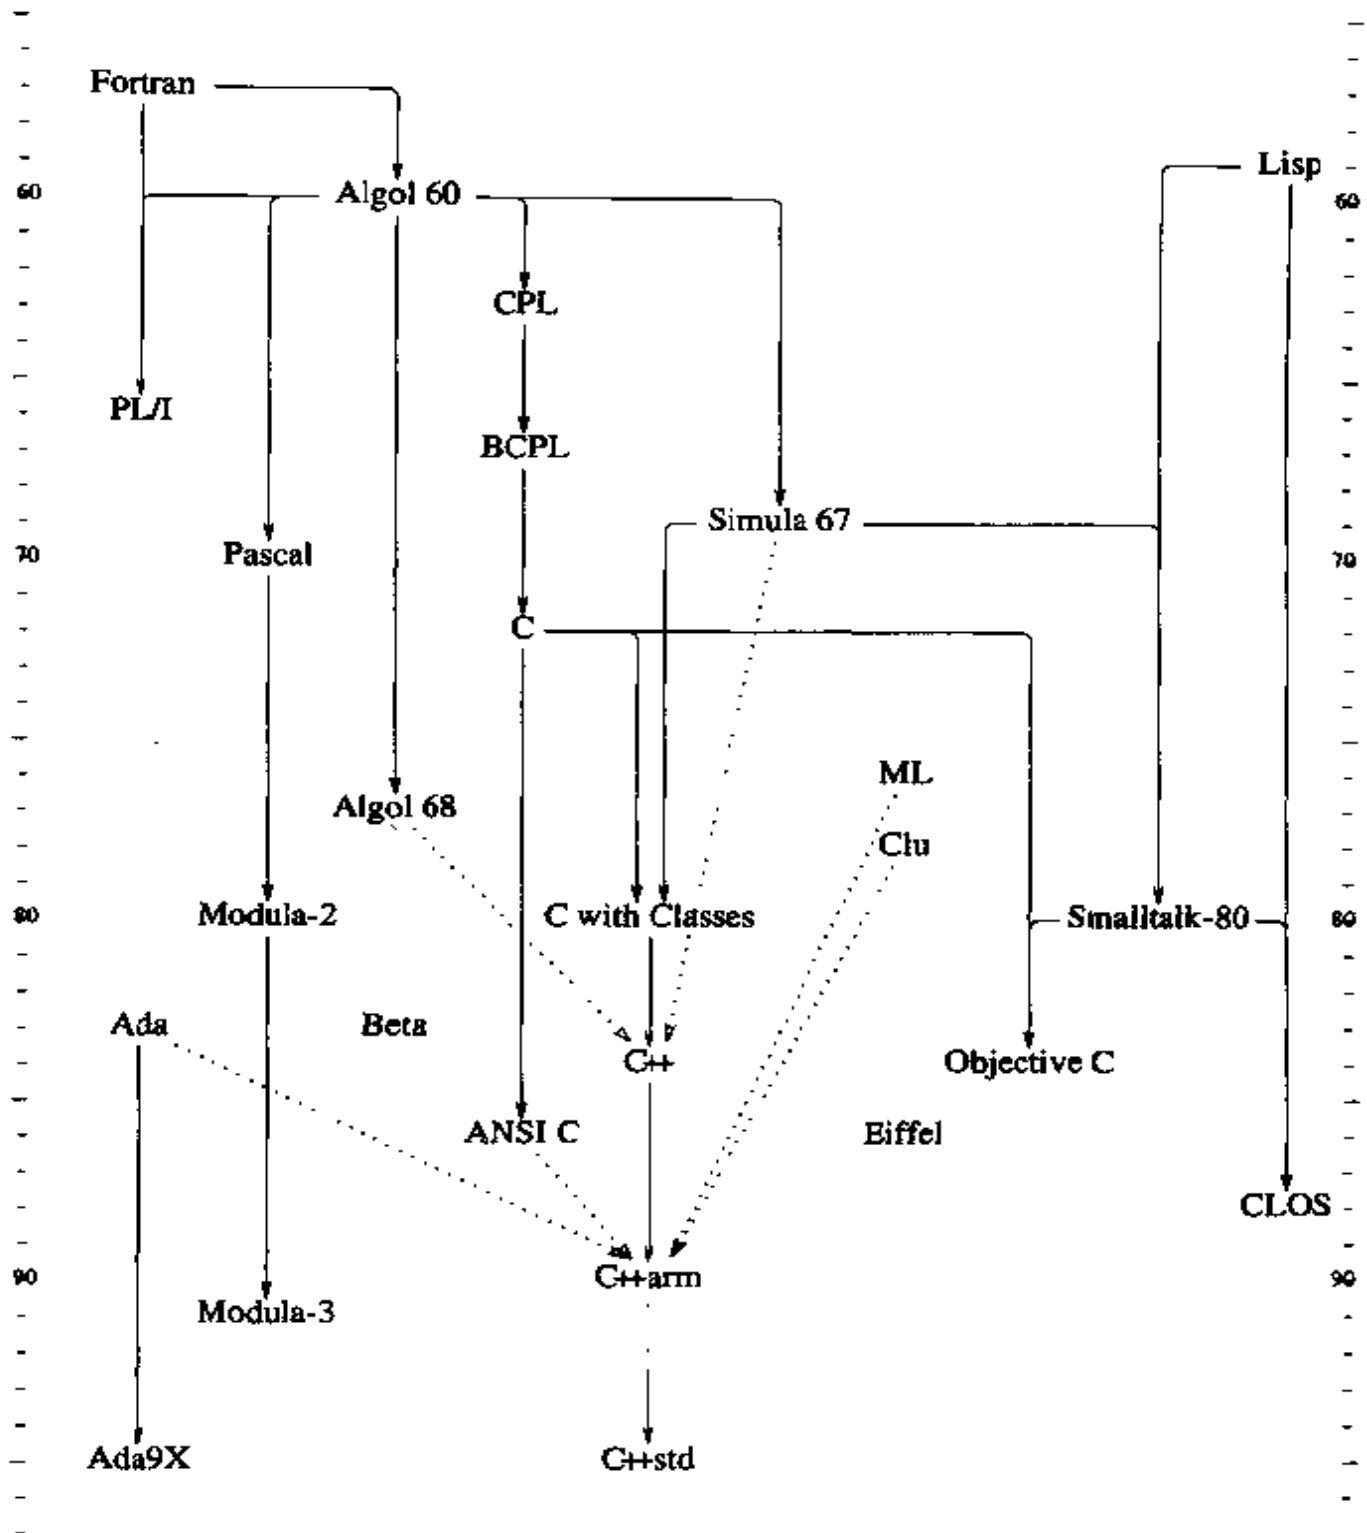 Fortran
Lisp
60 Algol 60 60
CPL
PL/I
BCPL
Simula 67
70 Pascal 70
C
ML
Algol 68
Clu
80 Modula-2 C with Classes Smalltalk-80 80
Ada Beta
C++ Objective C
ANSI C Eiffel
CLOS
90 C++arm 90
Modula-3
Ada9X C++std